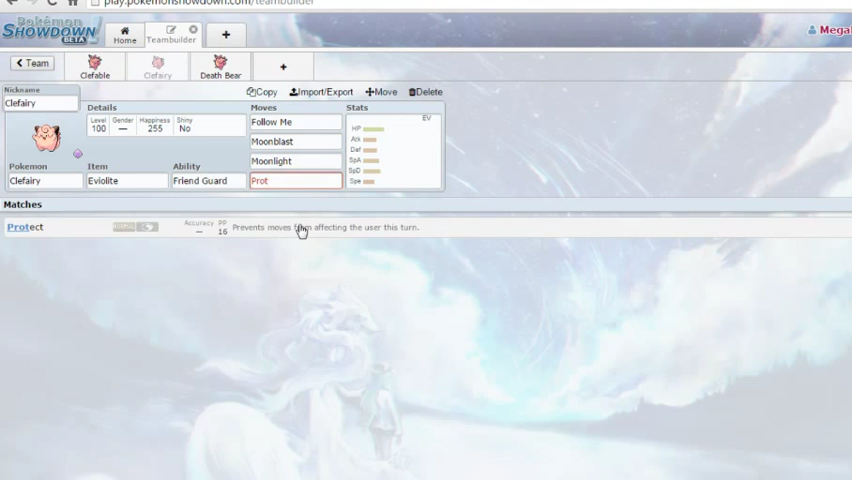 play.pokemonshowdown.com/teambuilder
Pokémon
SHOWDOWN!
BETA
Home
Teambuilder
+
Megal
< Team
Clefable
Clefairy
Death Bear
+
Copy
Import/Export
Move
Delete
Nickname
Clefairy
Details
Level
100
Gender
—
Happiness
255
Shiny
No
Moves
Follow Me
Moonblast
Moonlight
Prot
Stats
EV
HP
Atk
Def
SpA
SpD
Spe
Pokemon
Clefairy
Item
Eviolite
Ability
Friend Guard
Matches
Protect
NORMAL
Accuracy
—
PP
16
Prevents moves from affecting the user this turn.